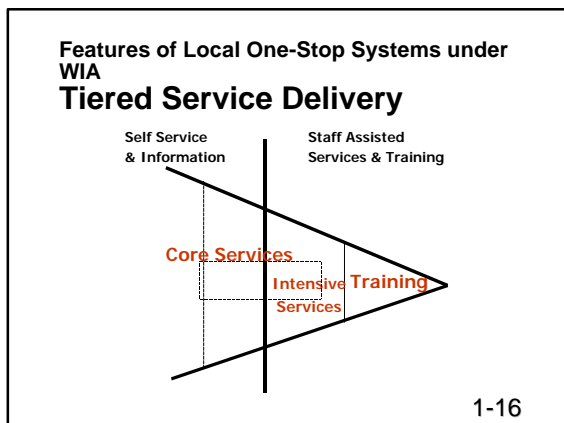 Features of Local One-Stop Systems under
WIA
Tiered Service Delivery
Self Service
& Information
Staff Assisted
Services & Training
Core Services
Intensive
Services
Training
1-16